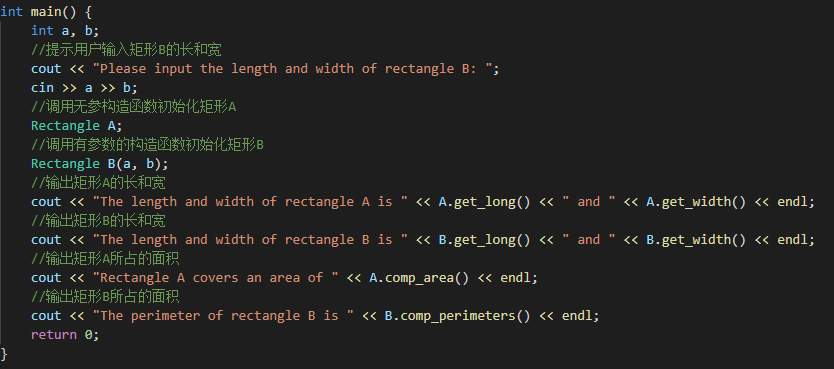 int main() {
int a, b;
//提示用户输入矩形B的长和宽
cout << "Please input the length and width of rectangle B: ";
cin >> a >> b;
//调用无参构造函数初始化矩形A
Rectangle A;
//调用有参数的构造函数初始化矩形B
Rectangle B(a, b);
//输出矩形A的长和宽
cout << "The length and width of rectangle A is " << A.get_long() << " and " << A.get_width() << endl;
//输出矩形B的长和宽
cout << "The length and width of rectangle B is " << B.get_long() << " and " << B.get_width() << endl;
//输出矩形A所占的面积
cout << "Rectangle A covers an area of " << A.comp_area() << endl;
//输出矩形B所占的面积
cout << "The perimeter of rectangle B is " << B.comp_perimeters() << endl;
return 0;
}